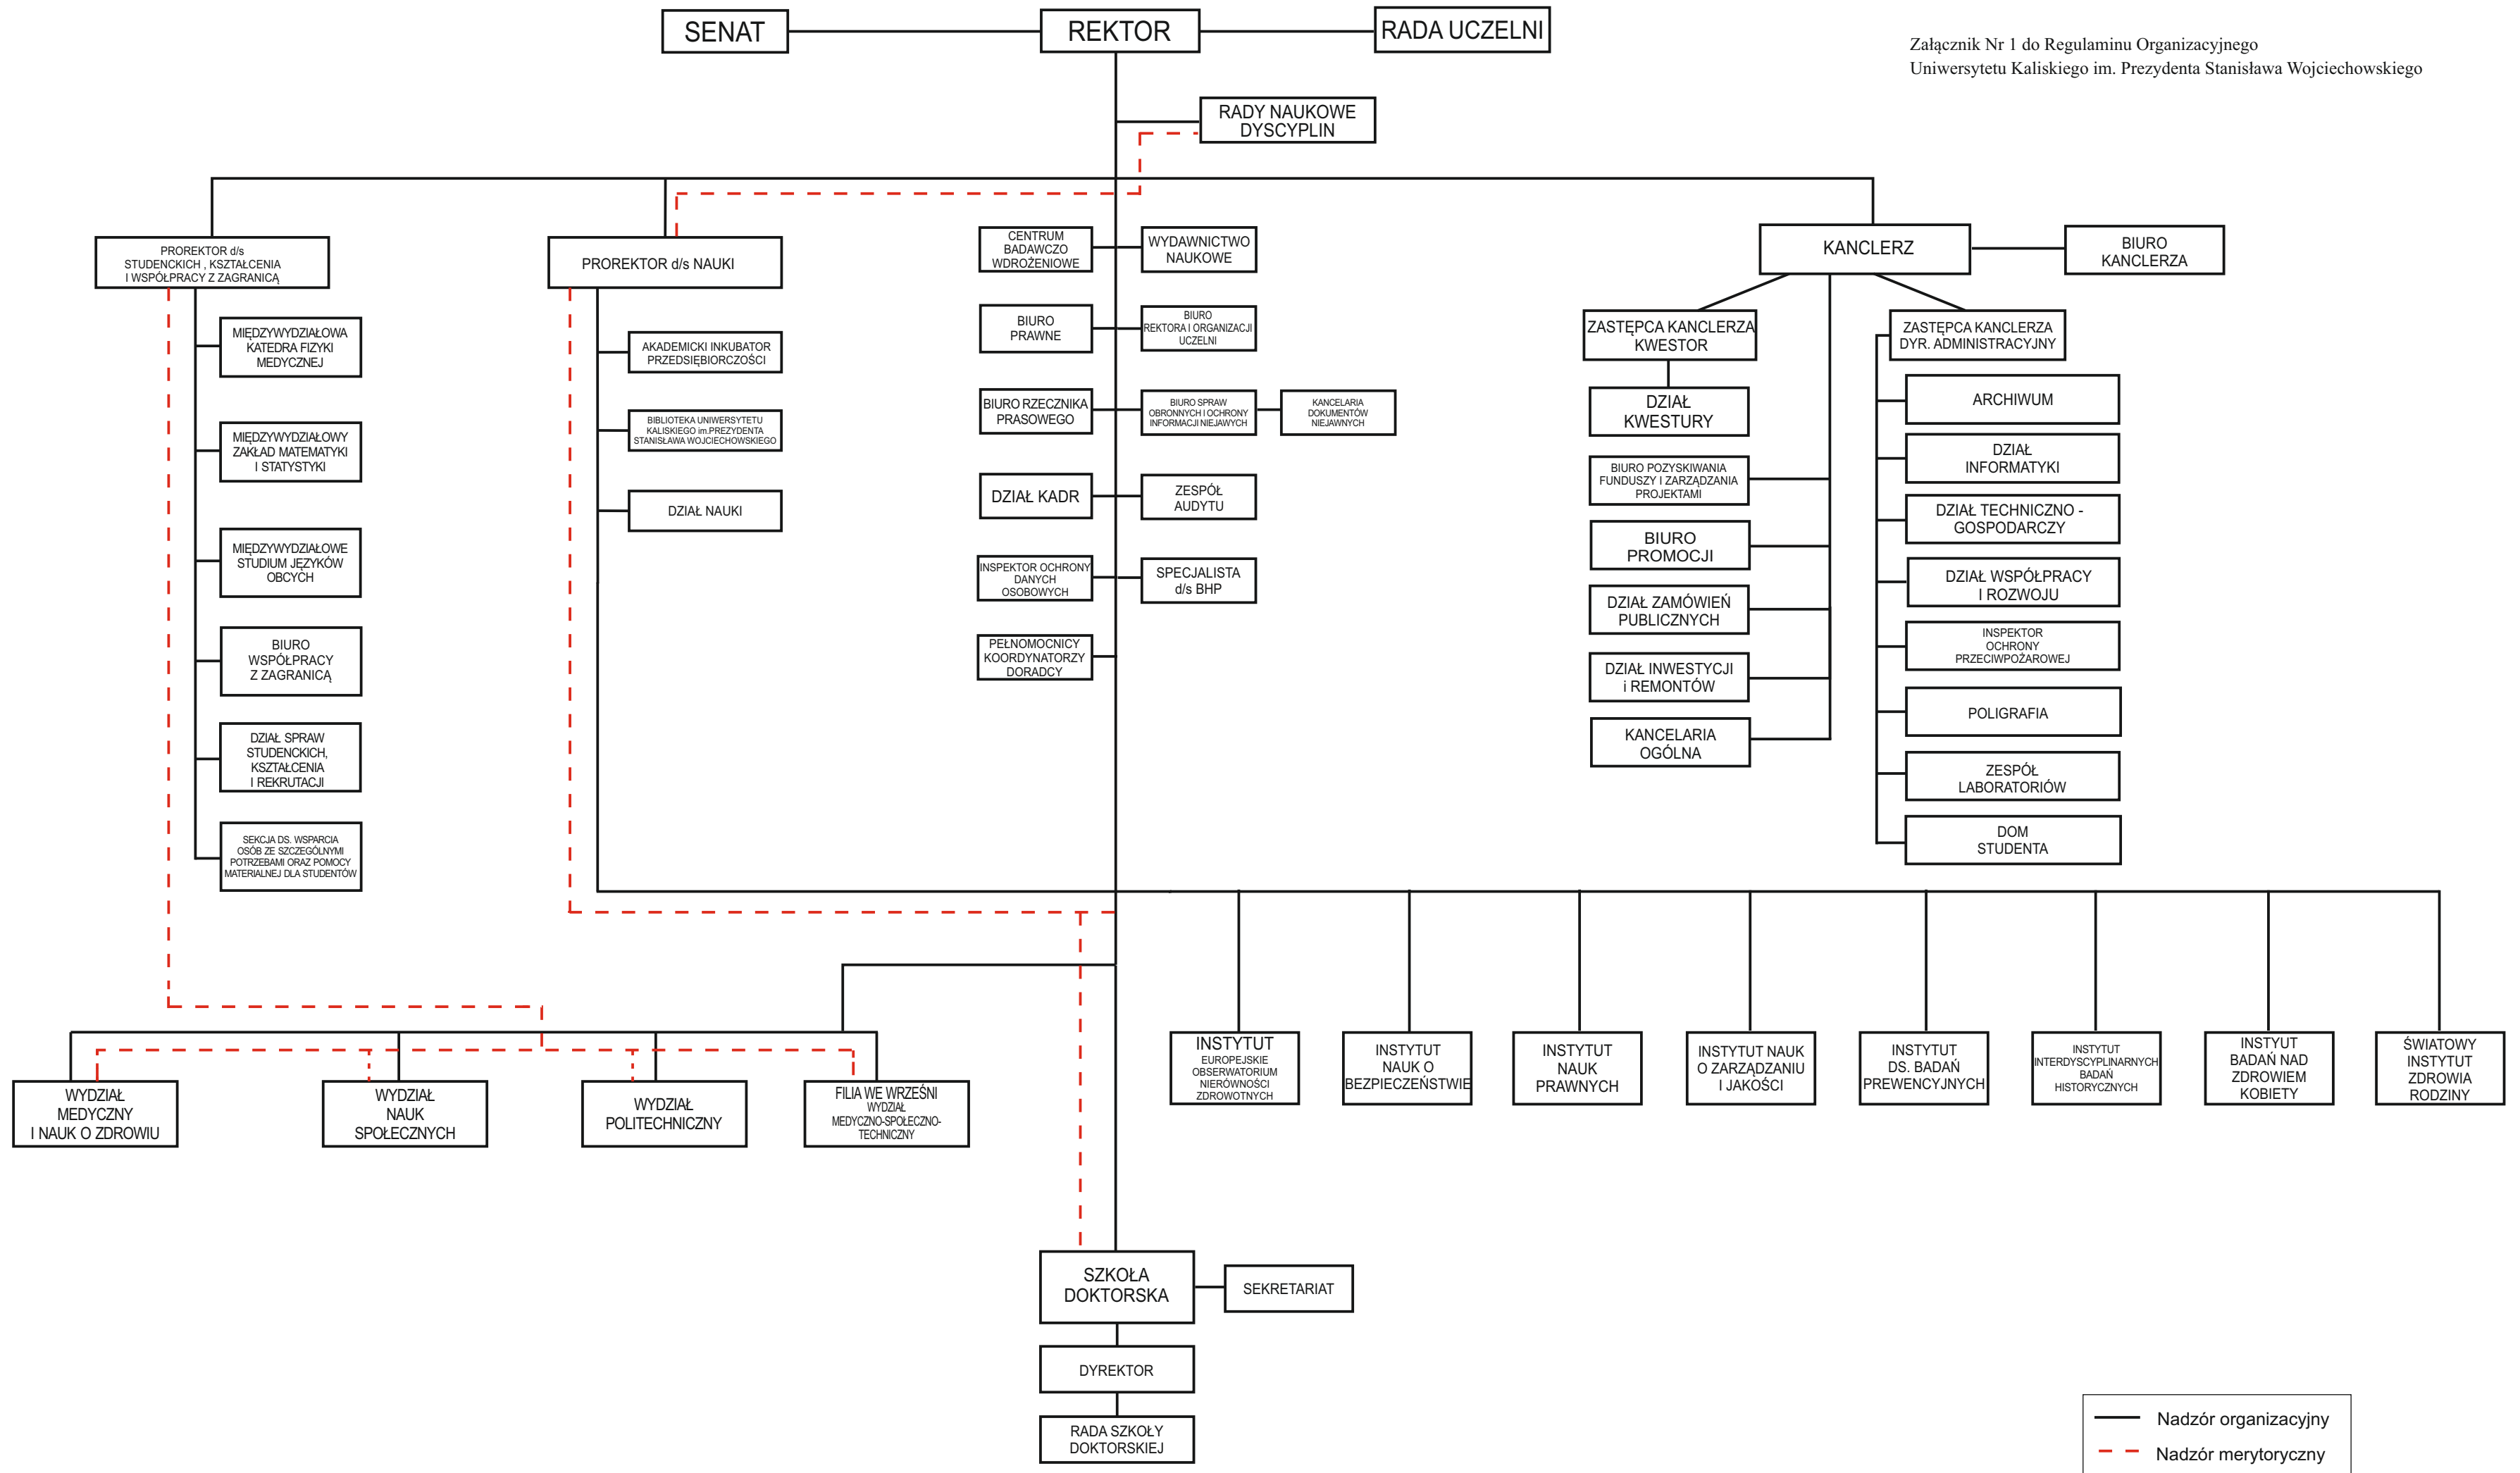 SENAT
REKTOR
RADA UCZELNI
Załącznik Nr 1 do Regulaminu Organizacyjnego
Uniwersytetu Kaliskiego im. Prezydenta Stanisława Wojciechowskiego
RADY NAUKOWE
DYSCYPLIN
PROREKTOR d/s
STUDENCKICH , KSZTAŁCENIA
I WSPÓŁPRACY Z ZAGRANICĄ
MIĘDZYWYDZIAŁOWA
KATEDRA FIZYKI
MEDYCZNEJ
MIĘDZYWYDZIAŁOWY
ZAKŁAD MATEMATYKI
I STATYSTYKI
MIĘDZYWYDZIAŁOWE
STUDIUM JĘZYKÓW
OBCYCH
BIURO
WSPÓŁPRACY
Z ZAGRANICĄ
DZIAŁ SPRAW
STUDENCKICH,
KSZTAŁCENIA
I REKRUTACJI
SEKCJA DS. WSPARCIA
OSÓB ZE SZCZEGÓLNYMI
POTRZEBAMI ORAZ POMOCY
MATERIALNEJ DLA STUDENTÓW
PROREKTOR d/s NAUKI
AKADEMICKI INKUBATOR
PRZEDSIĘBIORCZOŚCI
BIBLIOTEKA UNIWERSYTETU
KALISKIEGO im.PREZYDENTA
STANISŁAWA WOJCIECHOWSKIEGO
DZIAŁ NAUKI
CENTRUM
BADAWCZO
WDROŻENIOWE
WYDAWNICTWO
NAUKOWE
BIURO
PRAWNE
BIURO
REKTORA I ORGANIZACJI
UCZELNI
BIURO RZECZNIKA
PRASOWEGO
BIURO SPRAW
OBRONNYCH I OCHRONY
INFORMACJI NIEJAWYCH
KANCELARIA
DOKUMENTÓW
NIEJAWNYCH
DZIAŁ KADR
ZESPÓŁ
AUDYTU
INSPEKTOR OCHRONY
DANYCH
OSOBOWYCH
SPECJALISTA
d/s BHP
PEŁNOMOCNICY
KOORDYNATORZY
DORADCY
KANCLERZ
BIURO
KANCLERZA
ZASTĘPCA KANCLERZA
KWESTOR
DZIAŁ
KWESTURY
BIURO POZYSKIWANIA
FUNDUSZY I ZARZĄDZANIA
PROJEKTAMI
BIURO
PROMOCJI
DZIAŁ ZAMÓWIEŃ
PUBLICZNYCH
DZIAŁ INWESTYCJI
i REMONTÓW
KANCELARIA
OGÓLNA
ZASTĘPCA KANCLERZA
DYR. ADMINISTRACYJNY
ARCHIWUM
DZIAŁ
INFORMATYKI
DZIAŁ TECHNICZNO -
GOSPODARCZY
DZIAŁ WSPÓŁPRACY
I ROZWOJU
INSPEKTOR
OCHRONY
PRZECIWPOŻAROWEJ
POLIGRAFIA
ZESPÓŁ
LABORATORIÓW
DOM
STUDENTA
WYDZIAŁ
MEDYCZNY
I NAUK O ZDROWIU
WYDZIAŁ
NAUK
SPOŁECZNYCH
WYDZIAŁ
POLITECHNICZNY
FILIA WE WRZEŚNI
WYDZIAŁ
MEDYCZNO-SPOŁECZNO-
TECHNICZNY
INSTYTUT
EUROPEJSKIE
OBSERWATORIUM
NIERÓWNOŚCI
ZDROWOTNYCH
INSTYTUT
NAUK O
BEZPIECZEŃSTWIE
INSTYTUT
NAUK
PRAWNYCH
INSTYTUT NAUK
O ZARZĄDZANIU
I JAKOŚCI
INSTYTUT
DS. BADAŃ
PREWENCYJNYCH
INSTYTUT
INTERDYSCYPLINARNYCH
BADAŃ
HISTORYCZNYCH
INSTYUT
BADAŃ NAD
ZDROWIEM
KOBIETY
ŚWIATOWY
INSTYTUT
ZDROWIA
RODZINY
SZKOŁA
DOKTORSKA
SEKRETARIAT
DYREKTOR
RADA SZKOŁY
DOKTORSKIEJ
Nadzór organizacyjny
Nadzór merytoryczny